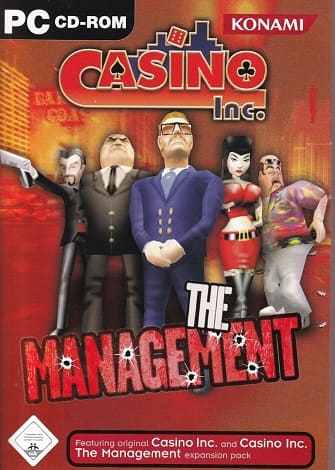 PC CD-ROM
KONAMI
CASINO
Inc.
THE
MANAGEMENT
Featuring original Casino Inc. and Casino Inc.
The Management expansion pack